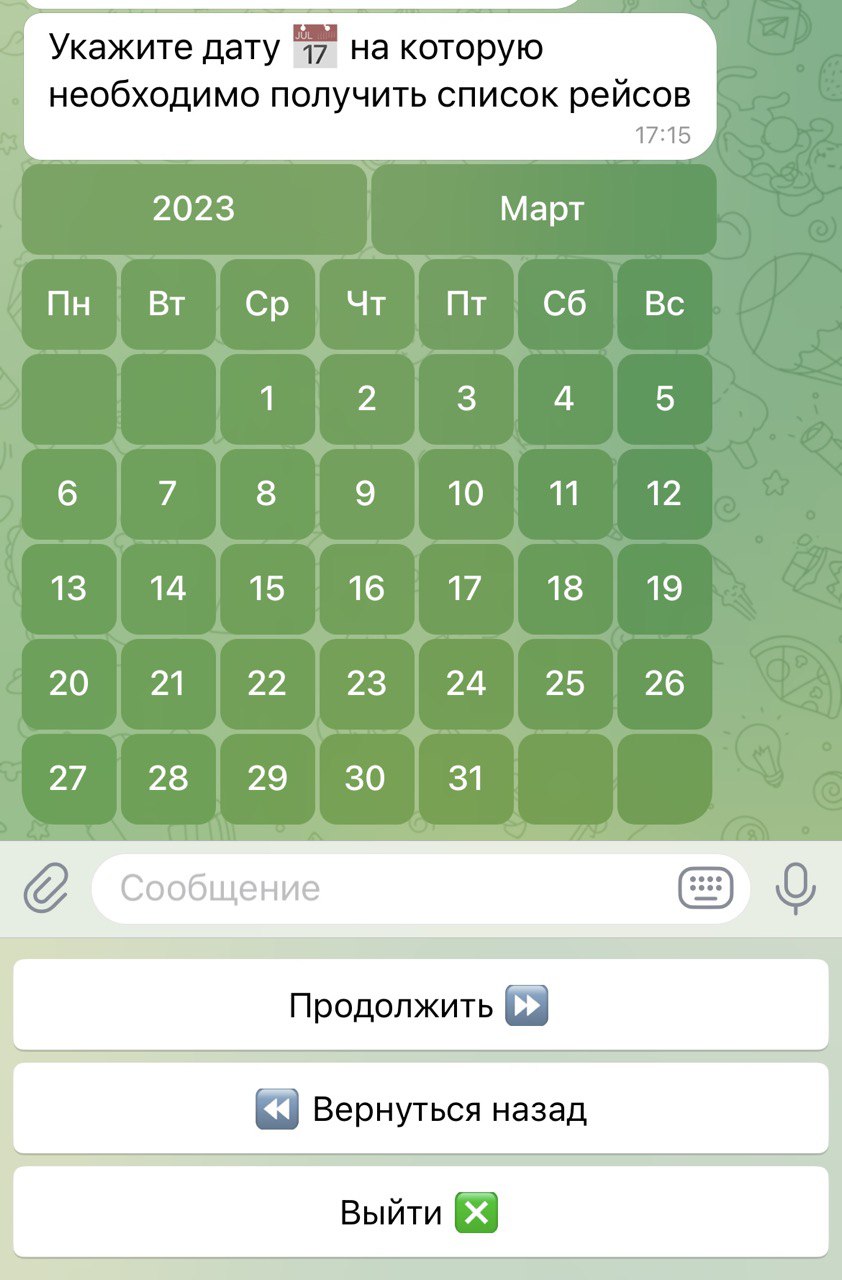 Укажите дату 📅 на которую
необходимо получить список рейсов
17:15
2023 Март
Пн Вт Ср Чт Пт Сб Вс
1 2 3 4 5
6 7 8 9 10 11 12
13 14 15 16 17 18 19
20 21 22 23 24 25 26
27 28 29 30 31
Сообщение
Продолжить ⏩
⏪ Вернуться назад
Выйти ❎